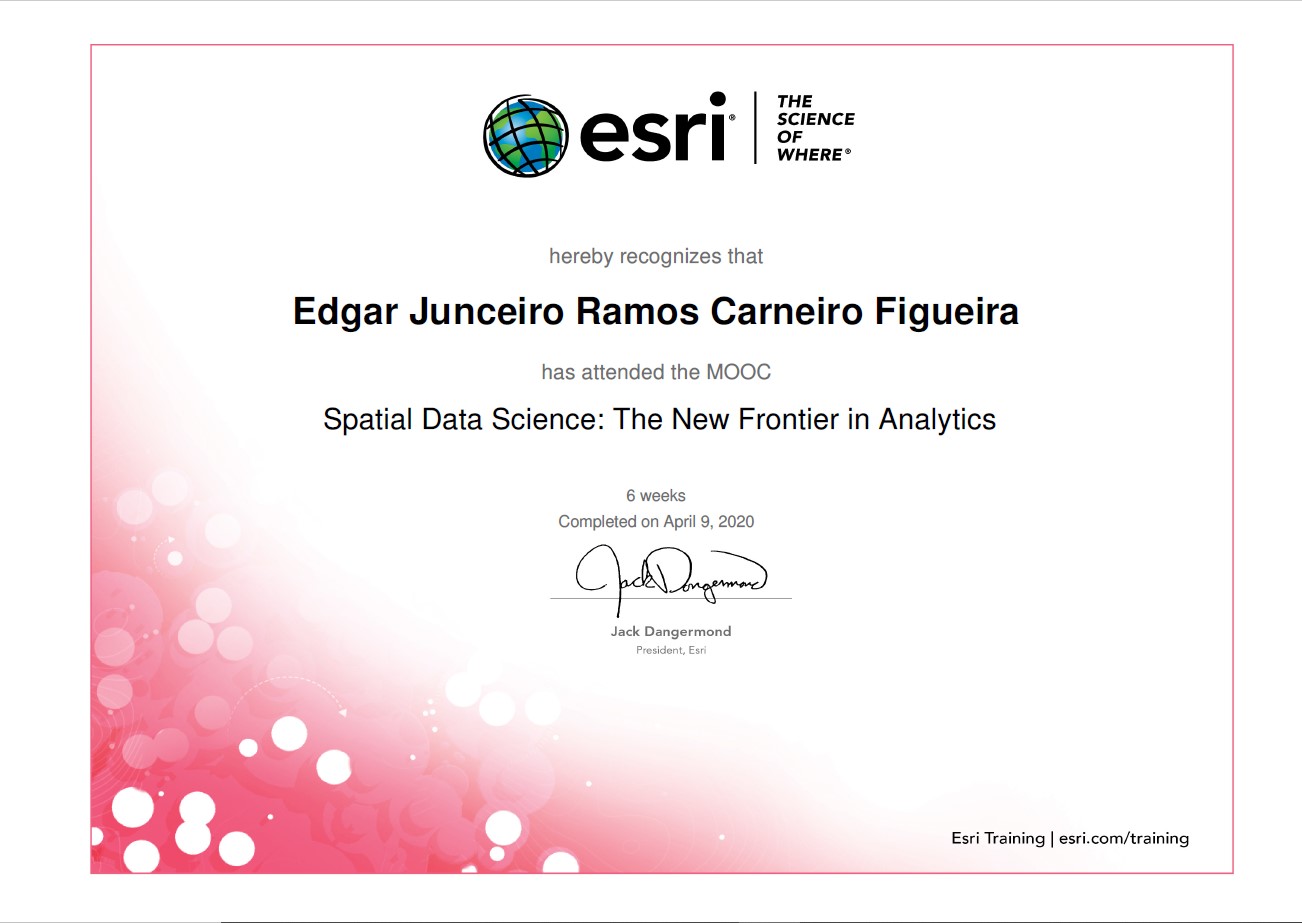 esri®
THE
SCIENCE
OF
WHERE®
hereby recognizes that
Edgar Junceiro Ramos Carneiro Figueira
has attended the MOOC
Spatial Data Science: The New Frontier in Analytics
6 weeks
Completed on April 9, 2020
Jack Dangermond
Jack Dangermond
President, Esri
Esri Training | esri.com/training